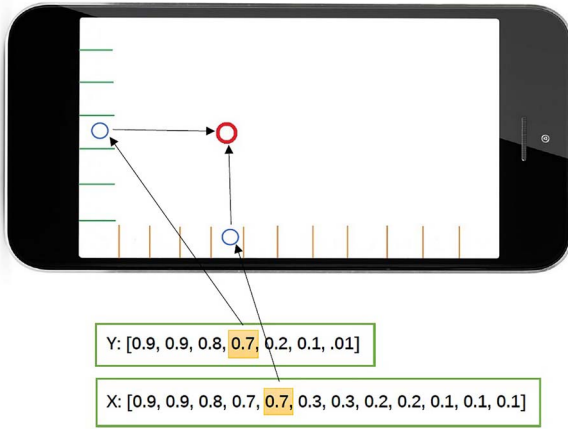 Y: [0.9, 0.9, 0.8, 0.7, 0.2, 0.1, .01]
X: [0.9, 0.9, 0.8, 0.7, 0.7, 0.3, 0.3, 0.2, 0.2, 0.1, 0.1, 0.1]